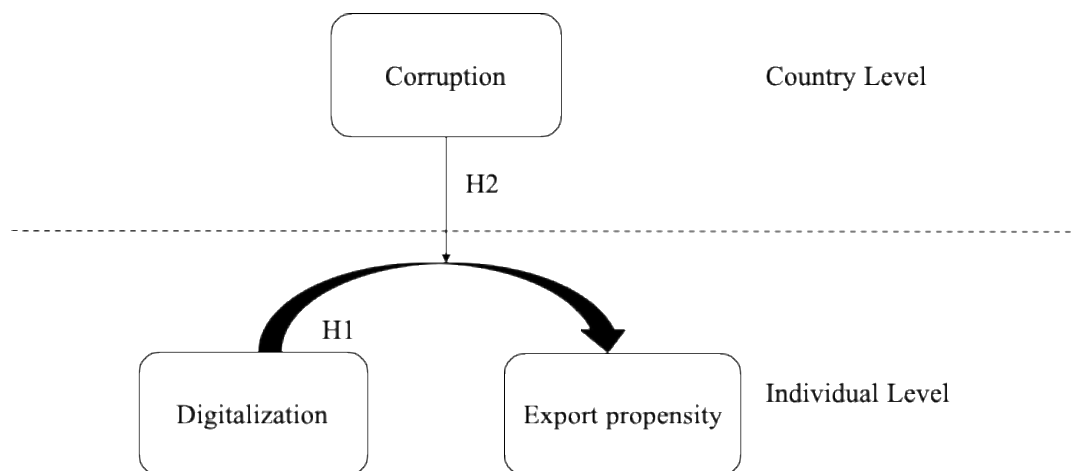 Corruption
Country Level
H2
H1
Digitalization
Export propensity
Individual Level